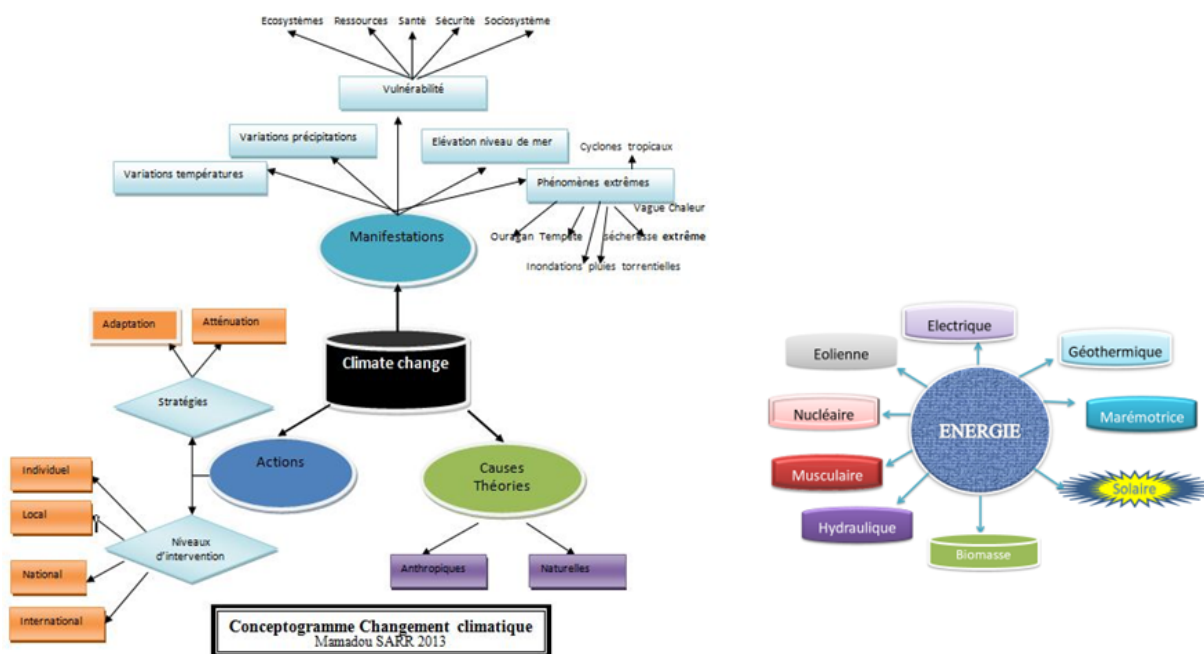 Ecosystèmes Ressources Santé Sécurité Sociosystème
Vulnérabilité
Variations précipitations
Elévation niveau de mer
Cyclones tropicaux
Variations températures
Phénomènes extrêmes
Vague Chaleur
Manifestations
Ouragan Tempête sécheresse extrême
Inondations pluies torrentielles
Adaptation
Atténuation
Climate change
Stratégies
Actions
Causes
Théories
Individuel
Local
Niveaux
d'intervention
National
International
Anthropiques
Naturelles
Conceptogramme Changement climatique
Mamadou SARR 2013
Electrique
Eolienne
Géothermique
Nucléaire
ENERGIE
Marémotrice
Musculaire
Solaire
Hydraulique
Biomasse